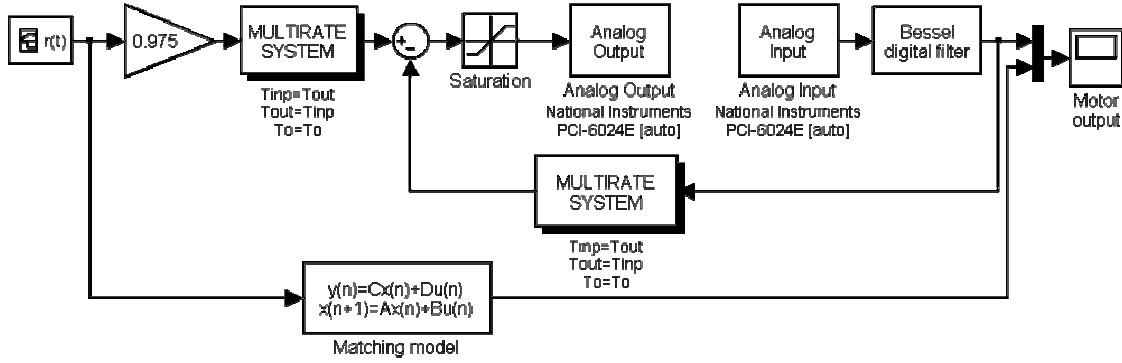 r(t)
0.975
MULTIRATE
SYSTEM
Tinp=Tout
Tout=Tinp
To=To
+
-
Saturation
Analog
Output
Analog Output
National Instruments
PCI-6024E [auto]
Analog
Input
Analog Input
National Instruments
PCI-6024E [auto]
Bessel
digital filter
Motor
output
MULTIRATE
SYSTEM
Tinp=Tout
Tout=Tinp
To=To
y(n)=Cx(n)+Du(n)
x(n+1)=Ax(n)+Bu(n)
Matching model